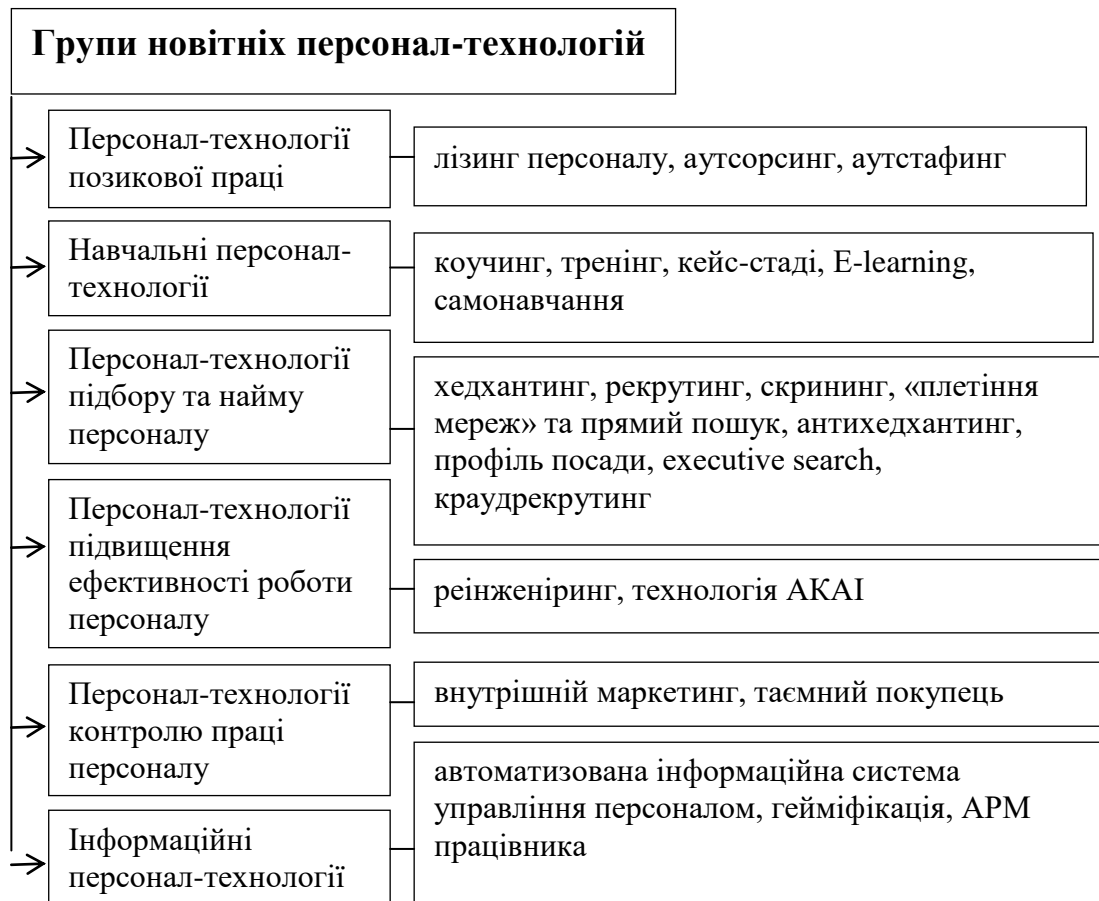 Групи новітніх персонал-технологій
Персонал-технології
позикової праці
лізинг персоналу, аутсорсинг, аутстафинг
Навчальні персонал-
технології
коучинг, тренінг, кейс-стаді, E-learning,
самонавчання
Персонал-технології
підбору та найму
персоналу
хедхантинг, рекрутинг, скрининг, «плетіння
мереж» та прямий пошук, антихедхантинг,
профіль посади, executive search,
краудрекрутинг
Персонал-технології
підвищення
ефективності роботи
персоналу
реінженіринг, технологія АКАІ
Персонал-технології
контролю праці
персоналу
внутрішній маркетинг, таємний покупець
Інформаційні
персонал-технології
автоматизована інформаційна система
управління персоналом, гейміфікація, АРМ
працівника